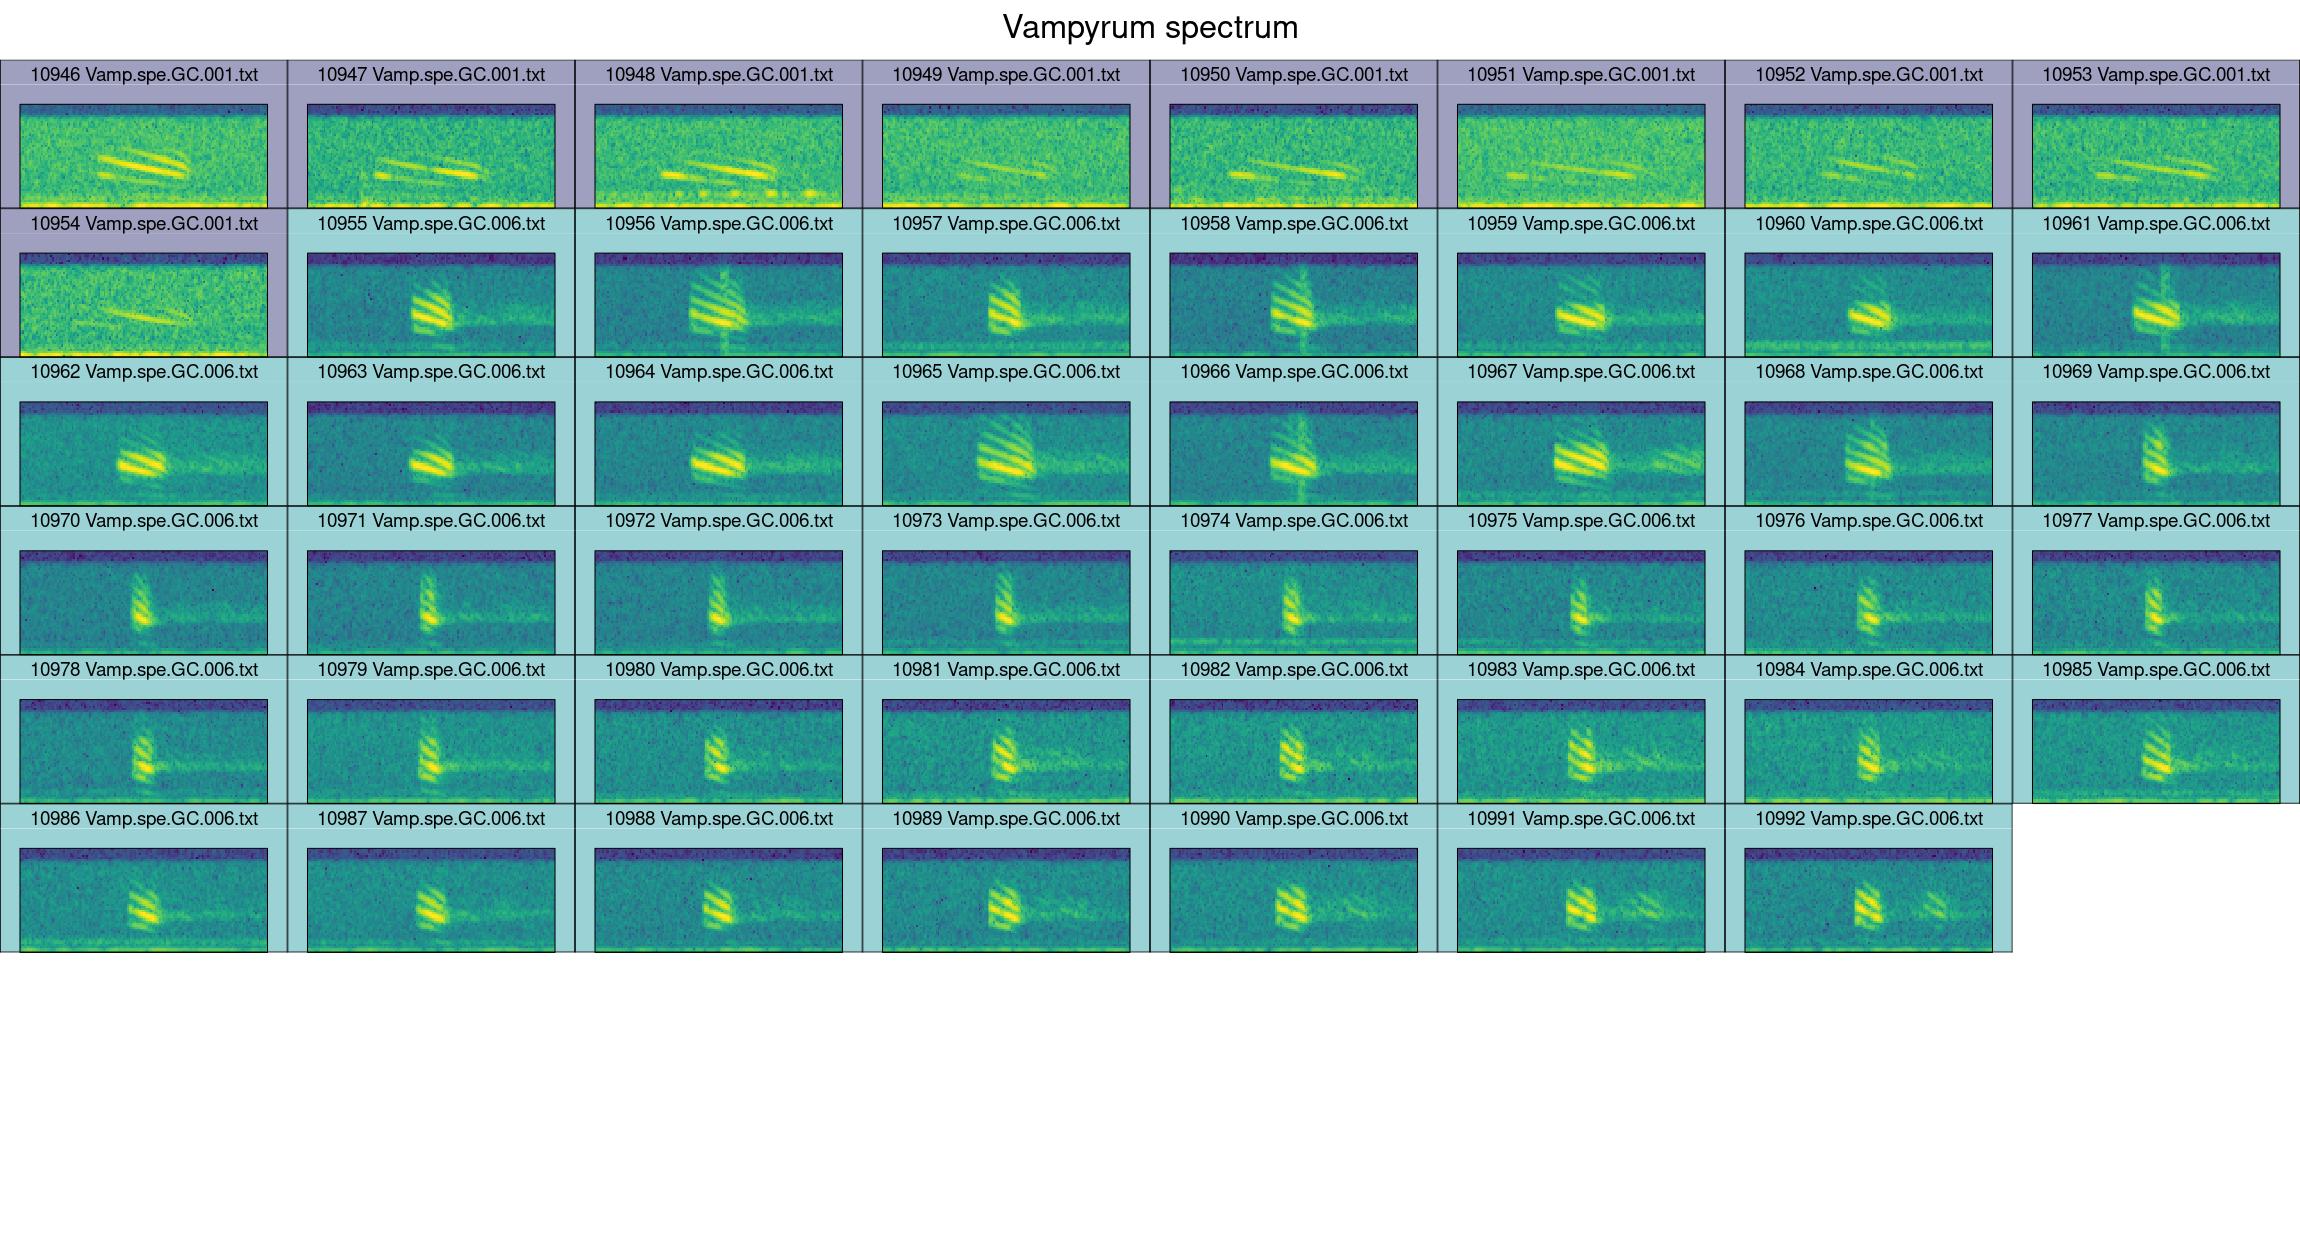 Vampyrum spectrum
10946 Vamp.spe.GC.001.txt 10947 Vamp.spe.GC.001.txt 10948 Vamp.spe.GC.001.txt 10949 Vamp.spe.GC.001.txt 10950 Vamp.spe.GC.001.txt 10951 Vamp.spe.GC.001.txt 10952 Vamp.spe.GC.001.txt 10953 Vamp.spe.GC.001.txt
10954 Vamp.spe.GC.001.txt 10955 Vamp.spe.GC.006.txt 10956 Vamp.spe.GC.006.txt 10957 Vamp.spe.GC.006.txt 10958 Vamp.spe.GC.006.txt 10959 Vamp.spe.GC.006.txt 10960 Vamp.spe.GC.006.txt 10961 Vamp.spe.GC.006.txt
10962 Vamp.spe.GC.006.txt 10963 Vamp.spe.GC.006.txt 10964 Vamp.spe.GC.006.txt 10965 Vamp.spe.GC.006.txt 10966 Vamp.spe.GC.006.txt 10967 Vamp.spe.GC.006.txt 10968 Vamp.spe.GC.006.txt 10969 Vamp.spe.GC.006.txt
10970 Vamp.spe.GC.006.txt 10971 Vamp.spe.GC.006.txt 10972 Vamp.spe.GC.006.txt 10973 Vamp.spe.GC.006.txt 10974 Vamp.spe.GC.006.txt 10975 Vamp.spe.GC.006.txt 10976 Vamp.spe.GC.006.txt 10977 Vamp.spe.GC.006.txt
10978 Vamp.spe.GC.006.txt 10979 Vamp.spe.GC.006.txt 10980 Vamp.spe.GC.006.txt 10981 Vamp.spe.GC.006.txt 10982 Vamp.spe.GC.006.txt 10983 Vamp.spe.GC.006.txt 10984 Vamp.spe.GC.006.txt 10985 Vamp.spe.GC.006.txt
10986 Vamp.spe.GC.006.txt 10987 Vamp.spe.GC.006.txt 10988 Vamp.spe.GC.006.txt 10989 Vamp.spe.GC.006.txt 10990 Vamp.spe.GC.006.txt 10991 Vamp.spe.GC.006.txt 10992 Vamp.spe.GC.006.txt